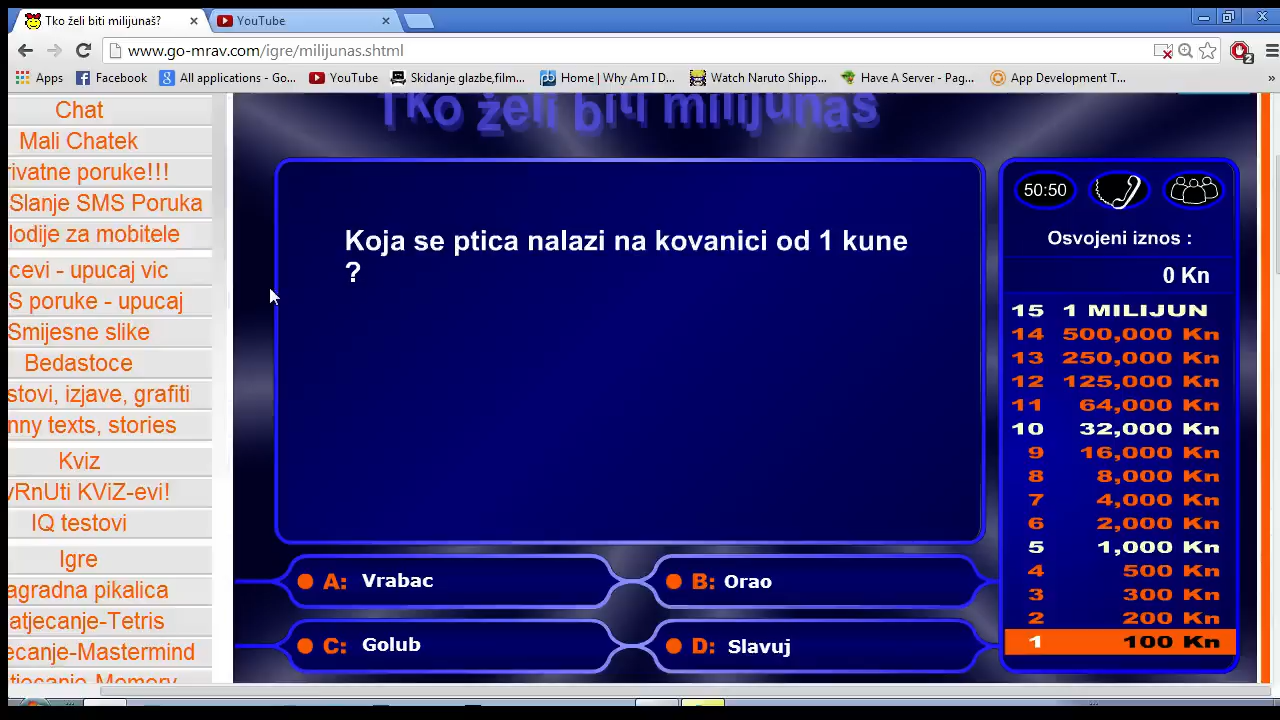 Tko želi biti milijunaš?
YouTube
www.go-mrav.com/igre/milijunas.shtml
Apps
Facebook
All applications - Go...
YouTube
Skidanje glazbe,film...
Home | Why Am I D...
Watch Naruto Shipp...
Have A Server - Pag...
App Development T...
»
2
Chat
Mali Chatek
rivatne poruke!!!
Slanje SMS Poruka
lodije za mobitele
cevi - upucaj vic
S poruke - upucaj
Smijesne slike
Bedastoce
stovi, izjave, grafiti
nny texts, stories
Kviz
vRnUti KViZ-evi!
IQ testovi
Igre
agradna pikalica
atjecanje-Tetris
ecanje-Mastermind
tjecanje-Memory
Tko želi biti milijunaš
Koja se ptica nalazi na kovanici od 1 kune
?
A: Vrabac
B: Orao
C: Golub
D: Slavuj
50:50
Osvojeni iznos :
0 Kn
15 1 MILIJUN
14 500,000 Kn
13 250,000 Kn
12 125,000 Kn
11 64,000 Kn
10 32,000 Kn
9 16,000 Kn
8 8,000 Kn
7 4,000 Kn
6 2,000 Kn
5 1,000 Kn
4 500 Kn
3 300 Kn
2 200 Kn
1 100 Kn